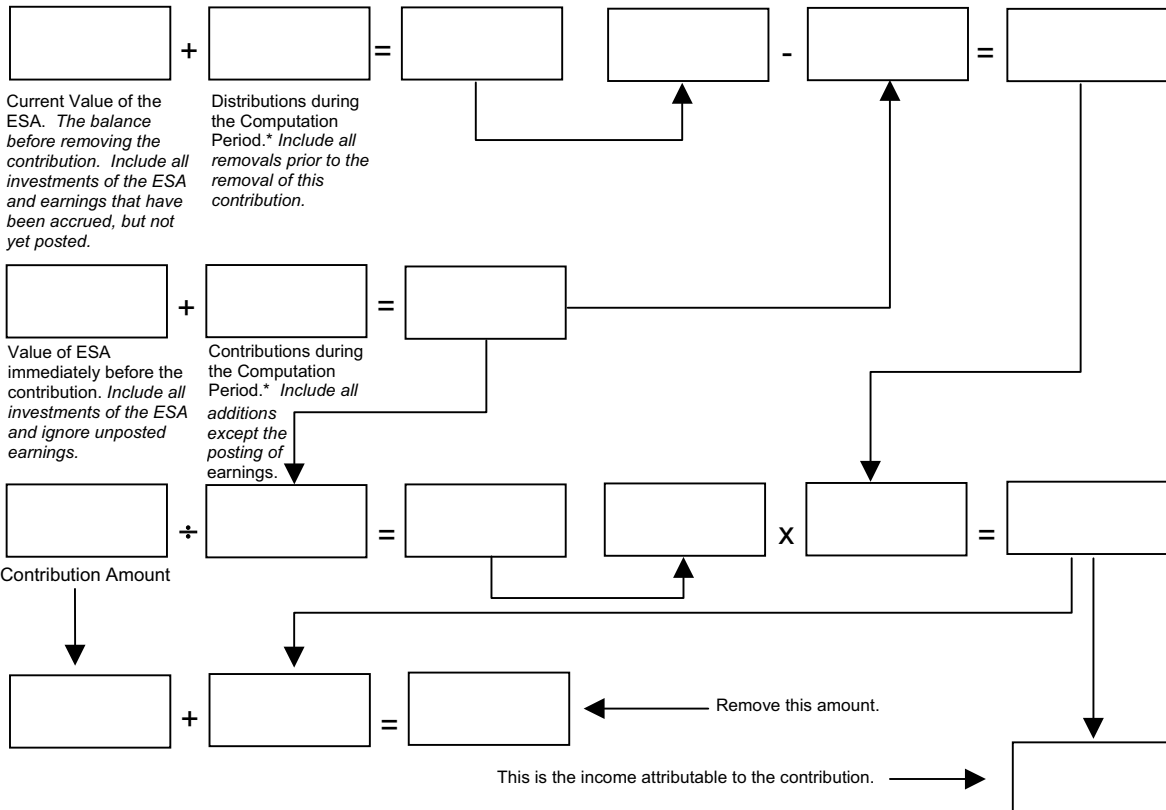 + = - =
Current Value of the
ESA. The balance
before removing the
contribution. Include all
investments of the ESA
and earnings that have
been accrued, but not
yet posted.
Distributions during
the Computation
Period.* Include all
removals prior to the
removal of this
contribution.
+ =
Value of ESA
immediately before the
contribution. Include all
investments of the ESA
and ignore unposted
earnings.
Contributions during
the Computation
Period.* Include all
additions
except the
posting of
earnings.
÷ = x =
Contribution Amount
+ =
Remove this amount.
This is the income attributable to the contribution.